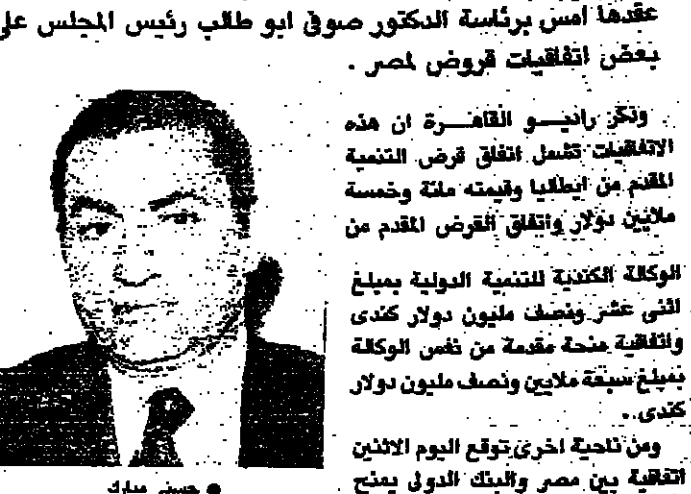 عقدها امس برئاسة الدكتور صوفي ابو طالب رئيس المجلس على
بعض اتفاقيات قروض لمصر .
وذكر راديو القاهرة ان هذه
الاتفاقيات تشمل اتفاق قرض التنمية
المقدم من ايطاليا وقيمته مائة وخمسة
ملايين دولار واتفاق القرض المقدم من
الوكالة الكندية للتنمية الدولية بمبلغ
اثنى عشر ونصف مليون دولار كندى
واتفاقية منحة مقدمة من نفس الوكالة
بمبلغ سبعة ملايين ونصف مليون دولار
كندى .
ومن ناحية اخرى توقع اليوم الاثنين
اتفاقية بين مصر والبنك الدولى يمنح
● حسنى مبارك